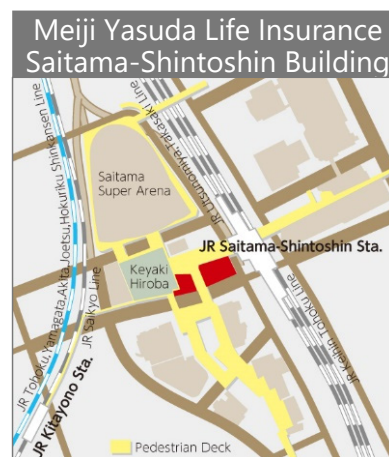 Meiji Yasuda Life Insurance
Saitama-Shintoshin Building
JR Tohoku,Yamagata,Akita,Joetsu,Hokuriku Shinkansen Line
JR Saikyo Line
JR Utsunomiya,Takasaki Line
Saitama
Super Arena
JR Saitama-Shintoshin Sta.
Keyaki
Hiroba
JR Keihin Tohoku Line
JR Kitayono Sta.
Pedestrian Deck